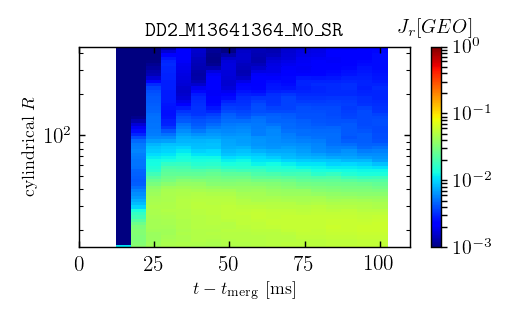 DD2_M13641364_M0_SR
J_r[GEO]
cylindrical R
10^2
0 25 50 75 100
t − t_merg [ms]
10^0
10^−1
10^−2
10^−3